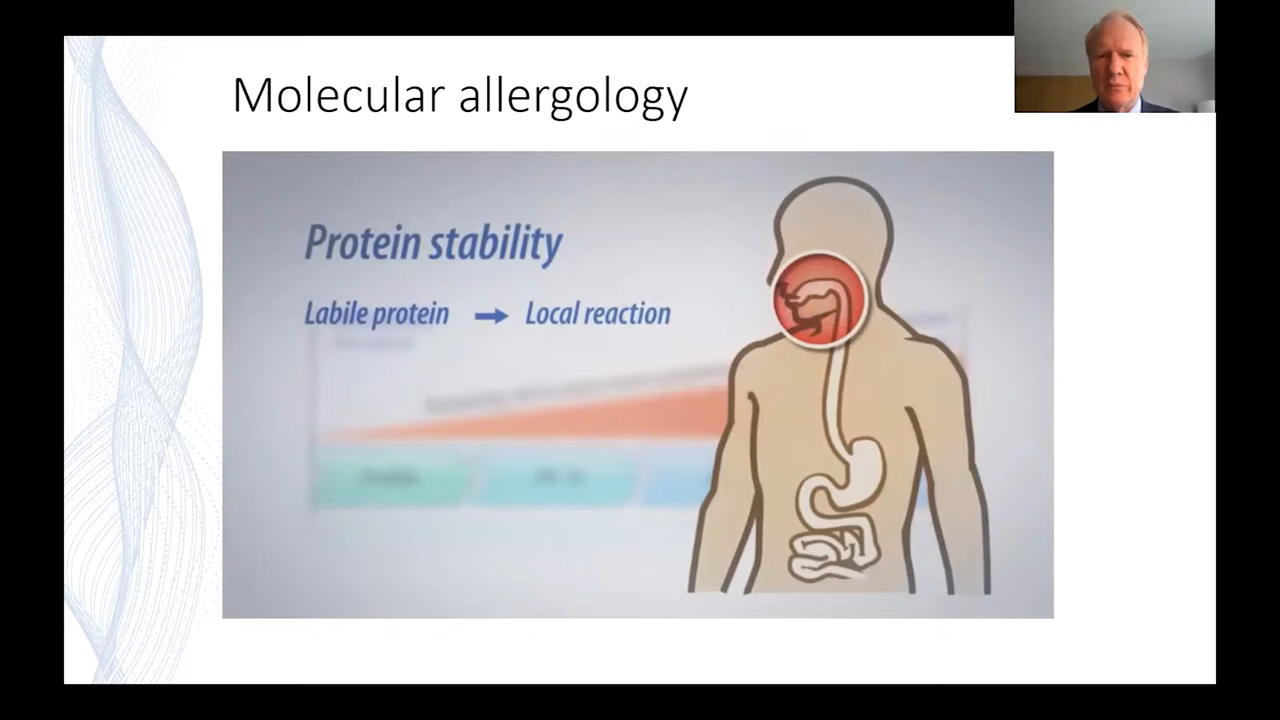 Molecular allergology
Protein stability
Labile protein → Local reaction